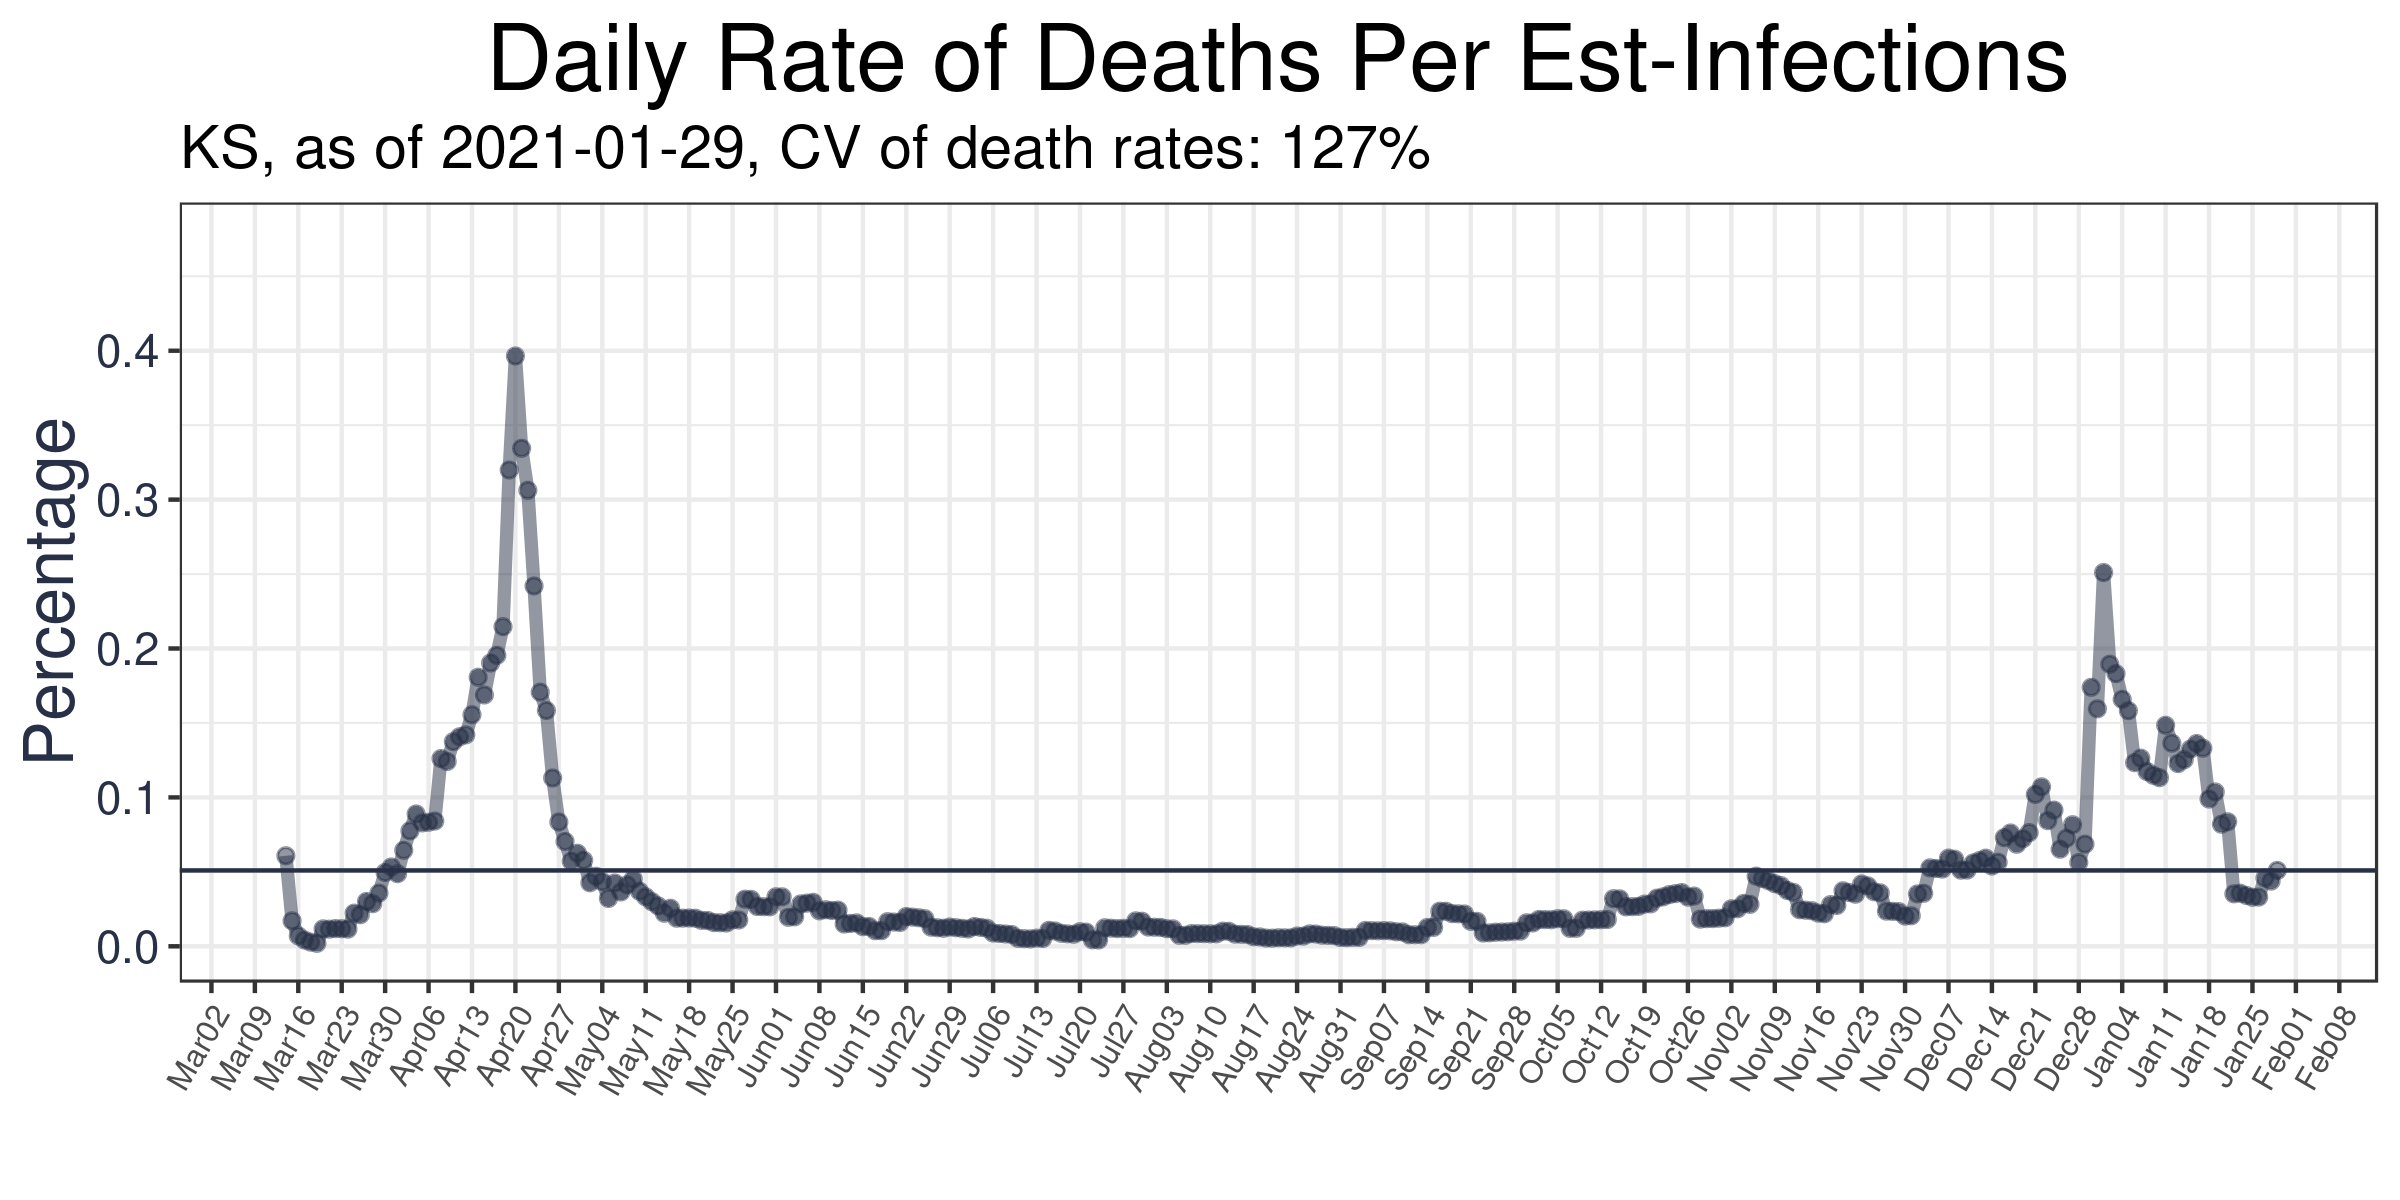 Daily Rate of Deaths Per Est-Infections
KS, as of 2021-01-29, CV of death rates: 127%
Percentage
0.4
0.3
0.2
0.1
0.0
Mar02 Mar09 Mar16 Mar23 Mar30 Apr06 Apr13 Apr20 Apr27 May04 May11 May18 May25 Jun01 Jun08 Jun15 Jun22 Jun29 Jul06 Jul13 Jul20 Jul27 Aug03 Aug10 Aug17 Aug24 Aug31 Sep07 Sep14 Sep21 Sep28 Oct05 Oct12 Oct19 Oct26 Nov02 Nov09 Nov16 Nov23 Nov30 Dec07 Dec14 Dec21 Dec28 Jan04 Jan11 Jan18 Jan25 Feb01 Feb08